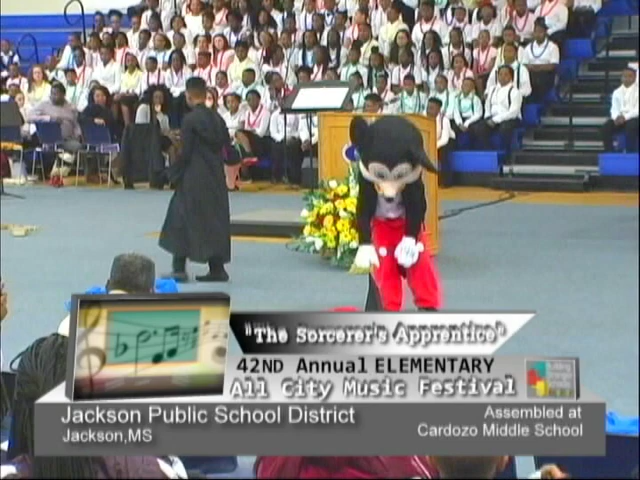 "The Sorcerer's Apprentice"
42ND Annual ELEMENTARY
All City Music Festival
Jackson Public School District
Jackson,MS
Assembled at
Cardozo Middle School